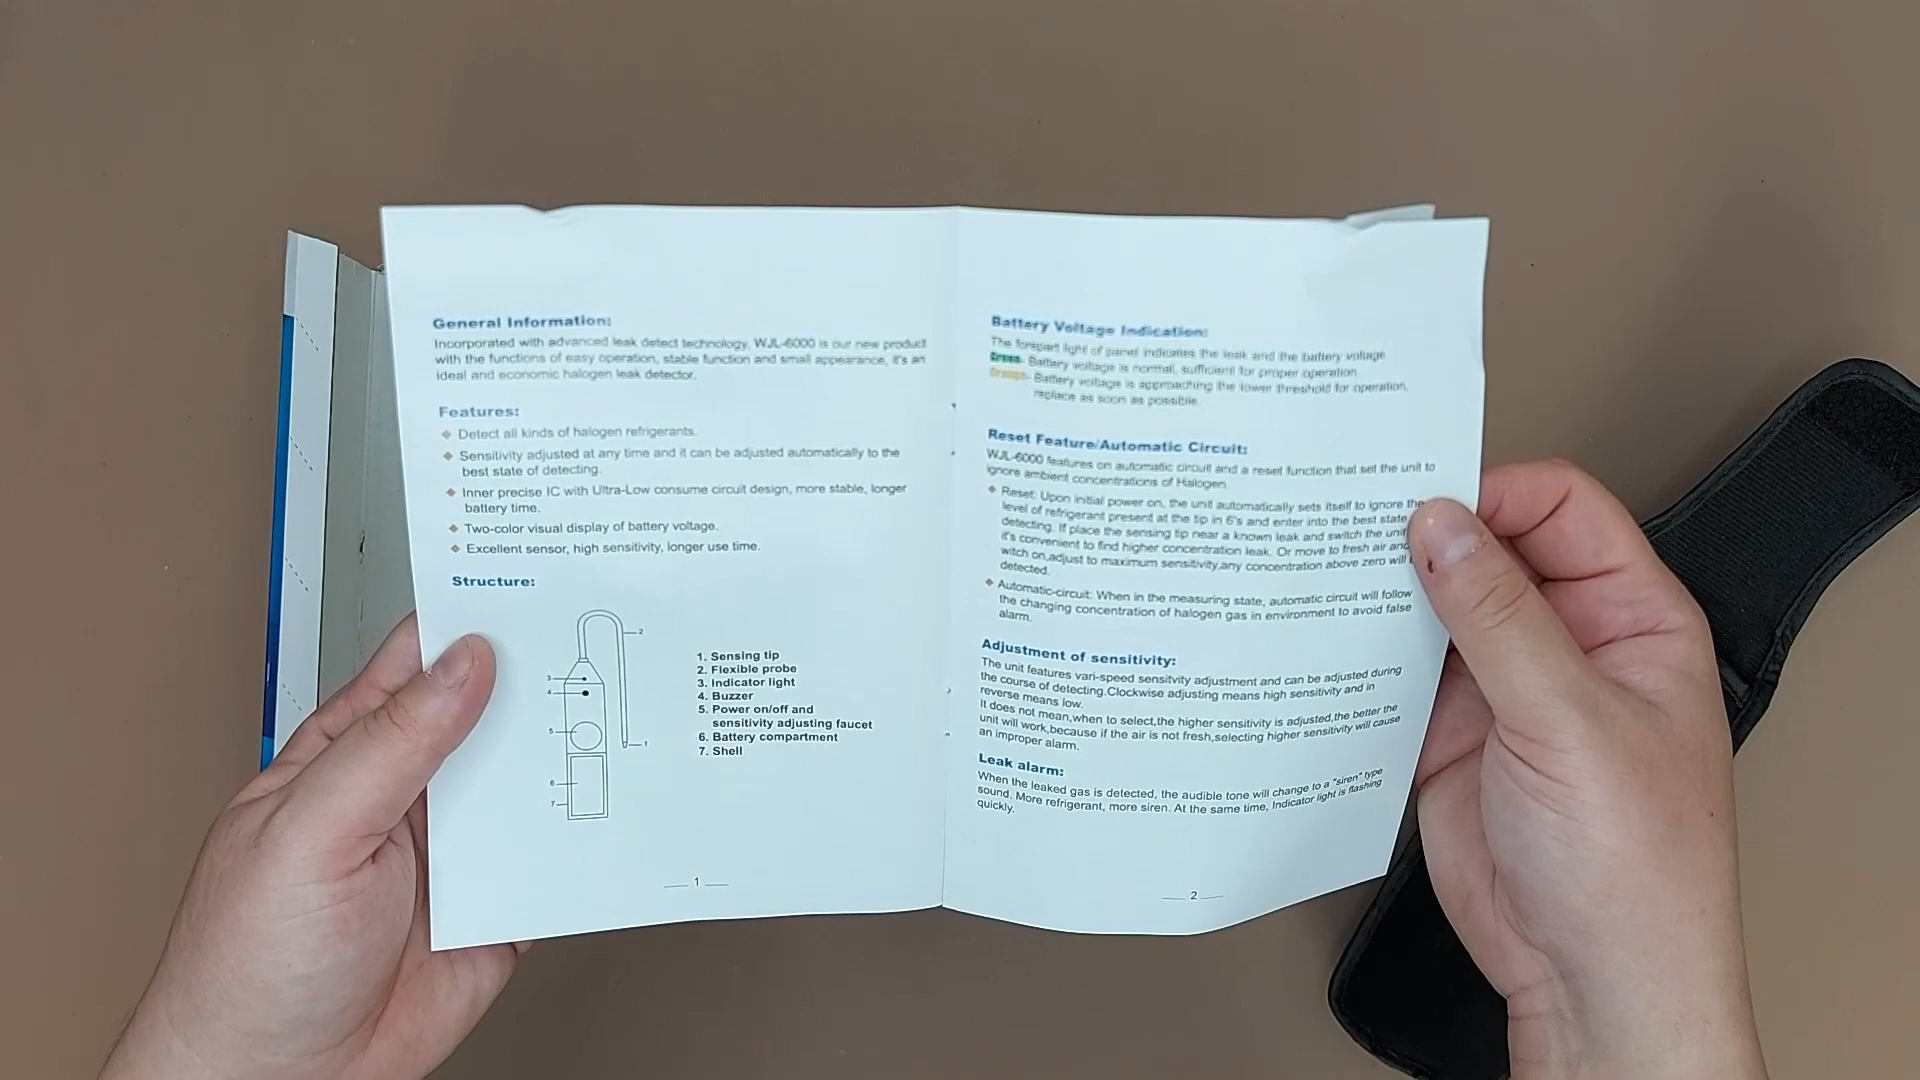 General Information:
Incorporated with advanced leak detect technology, WJL-6000 is our new product
with the functions of easy operation, stable function and small appearance, it's an
ideal and economic halogen leak detector.
Features:
Detect all kinds of halogen refrigerants.
Sensitivity adjusted at any time and it can be adjusted automatically to the
best state of detecting.
Inner precise IC with Ultra-Low consume circuit design, more stable, longer
battery time.
Two-color visual display of battery voltage.
Excellent sensor, high sensitivity, longer use time.
Structure:
2
3
4
5
1
6
7
1. Sensing tip
2. Flexible probe
3. Indicator light
4. Buzzer
5. Power on/off and
sensitivity adjusting faucet
6. Battery compartment
7. Shell
1
Battery Voltage Indication:
The forepart light of panel indicates the leak and the battery voltage
Green- Battery voltage is normal, sufficient for proper operation
Orange- Battery voltage is approaching the lower threshold for operation,
replace as soon as possible.
Reset Feature/Automatic Circuit:
WJL-6000 features on automatic circuit and a reset function that set the unit to
ignore ambient concentrations of Halogen.
Reset: Upon initial power on, the unit automatically sets itself to ignore the
level of refrigerant present at the tip in 6's and enter into the best state
detecting. If place the sensing tip near a known leak and switch the unit
it's convenient to find higher concentration leak. Or move to fresh air and
witch on,adjust to maximum sensitivity,any concentration above zero will
detected.
Automatic-circuit: When in the measuring state, automatic circuit will follow
the changing concentration of halogen gas in environment to avoid false
alarm.
Adjustment of sensitivity:
The unit features vari-speed sensitvity adjustment and can be adjusted during
the course of detecting.Clockwise adjusting means high sensitivity and in
reverse means low.
It does not mean,when to select,the higher sensitivity is adjusted,the better the
unit will work,because if the air is not fresh,selecting higher sensitivity will cause
an improper alarm.
Leak alarm:
When the leaked gas is detected, the audible tone will change to a "siren" type
sound. More refrigerant, more siren. At the same time, Indicator light is flashing
quickly.
2